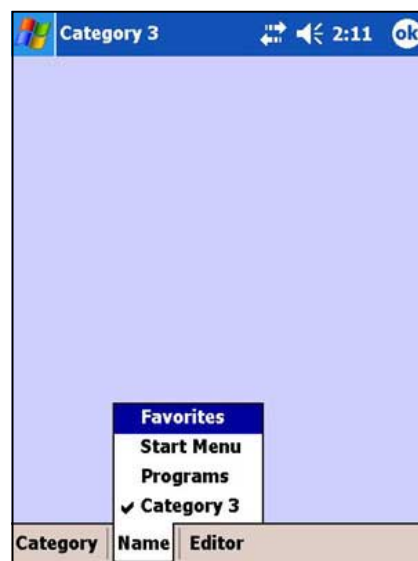 Category 3 2:11 ok
Favorites
Start Menu
Programs
Category 3
Category Name Editor